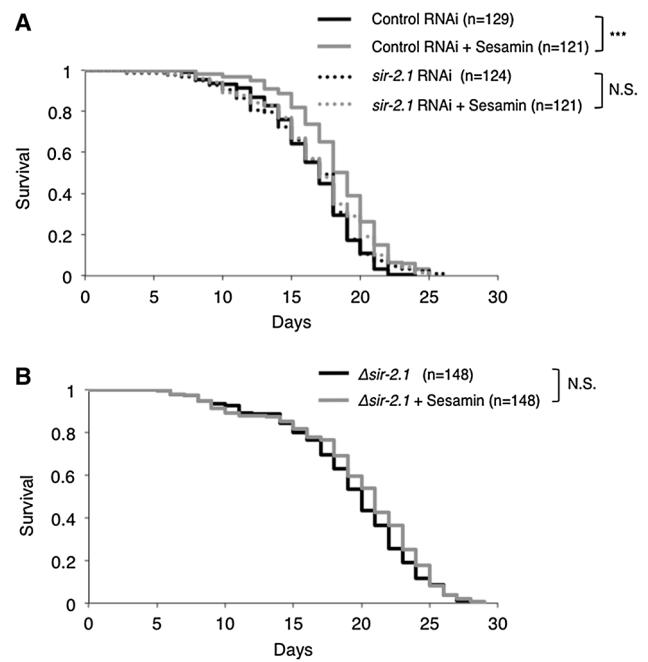 A
Control RNAi (n=129)
Control RNAi + Sesamin (n=121)
***
sir-2.1 RNAi (n=124)
sir-2.1 RNAi + Sesamin (n=121)
N.S.
Survival
1
0.8
0.6
0.4
0.2
0
0 5 10 15 20 25 30
Days
B
Δsir-2.1 (n=148)
Δsir-2.1 + Sesamin (n=148)
N.S.
Survival
1
0.8
0.6
0.4
0.2
0
0 5 10 15 20 25 30
Days